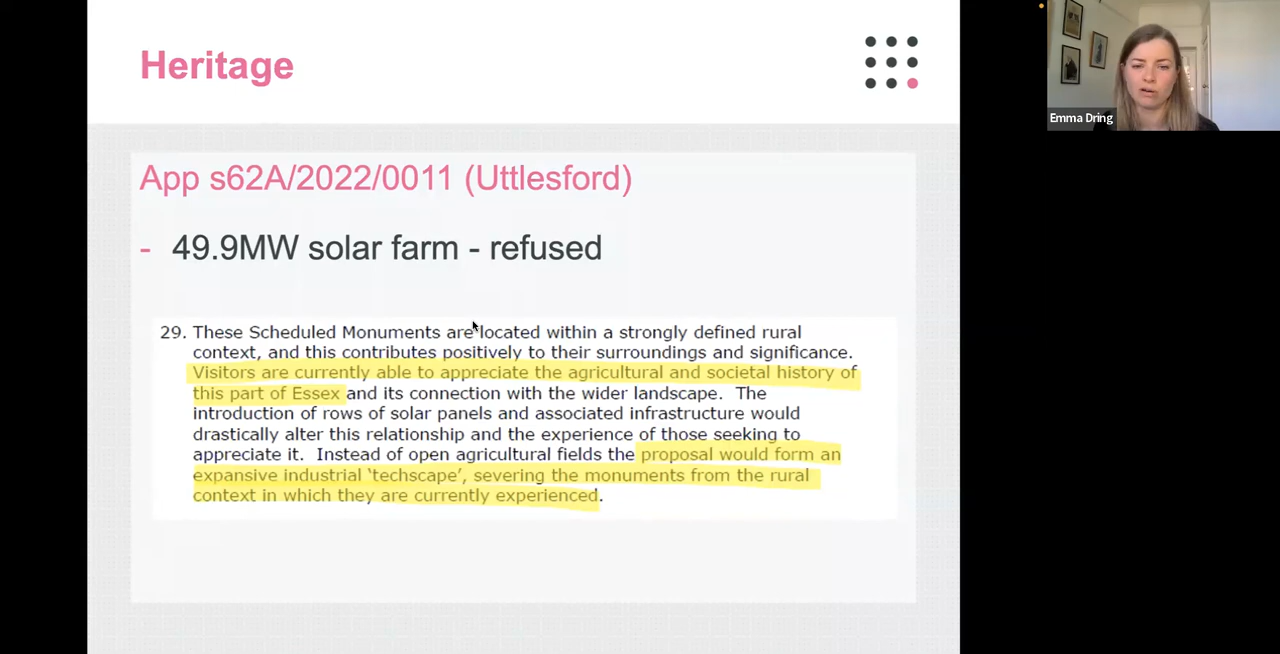 Heritage
Emma Dring
App s62A/2022/0011 (Uttlesford)
- 49.9MW solar farm - refused
29. These Scheduled Monuments are located within a strongly defined rural
context, and this contributes positively to their surroundings and significance.
Visitors are currently able to appreciate the agricultural and societal history of
this part of Essex and its connection with the wider landscape. The
introduction of rows of solar panels and associated infrastructure would
drastically alter this relationship and the experience of those seeking to
appreciate it. Instead of open agricultural fields the proposal would form an
expansive industrial ‘techscape’, severing the monuments from the rural
context in which they are currently experienced.